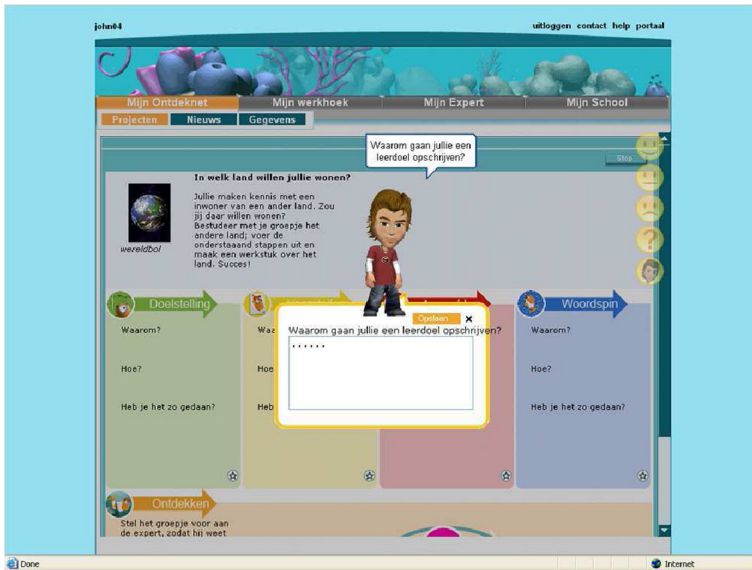 john04
uitloggen contact help portaal
Mijn Ontdeknet
Mijn werkhoek
Mijn Expert
Mijn School
Projecten
Nieuws
Gegevens
Waarom gaan jullie een
leerdoel opschrijven?
Stop
In welk land willen jullie wonen?
Jullie maken kennis met een
inwoner van een ander land. Zou
jij daar willen wonen?
Bestudeer met je groepje het
andere land; voer de
onderstaaand stappen uit en
maak een werkstuk over het
land. Succes!
wereldbol
?
Doelstelling
Woordspin
Waarom?
Hoe?
Heb je het zo gedaan?
Waa
Hoe
Heb
Opslaan
x
Waarom gaan jullie een leerdoel opschrijven?
......
Waarom?
Hoe?
Heb je het zo gedaan?
Ontdekken
Stel het groepje voor aan
de expert, zodat hij weet
Done
Internet